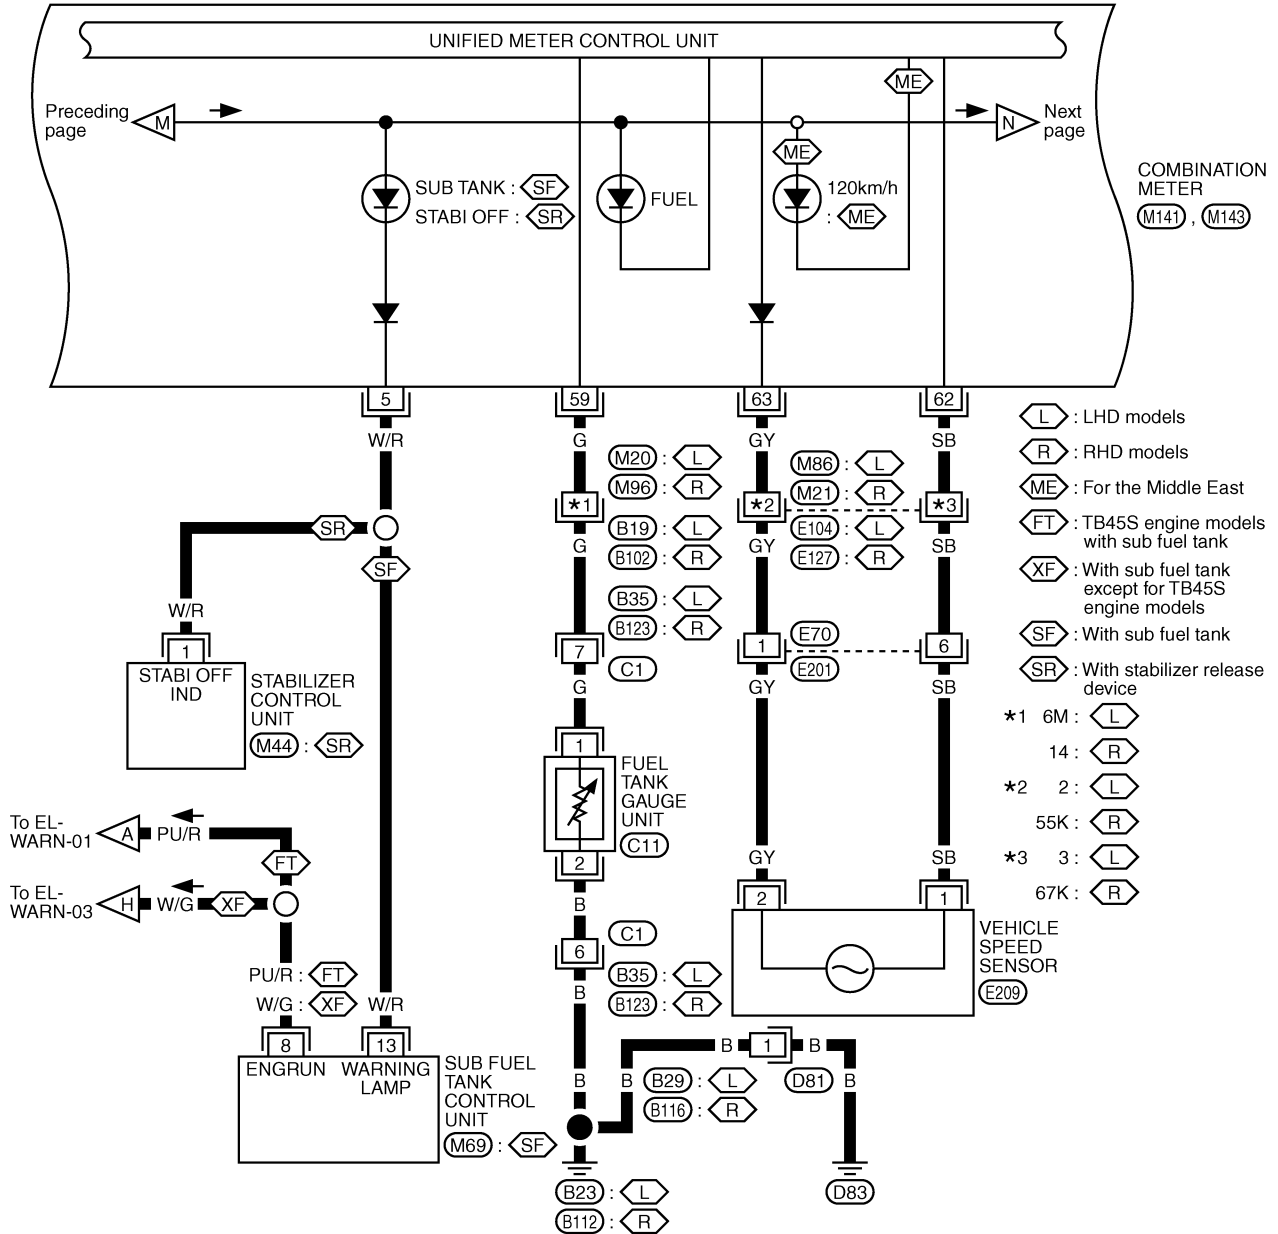 UNIFIED METER CONTROL UNIT
ME
Preceding
page
M
N
Next
page
ME
SUB TANK : SF
STABI OFF : SR
FUEL
120km/h
: ME
COMBINATION
METER
M141 , M143
5
59
63
62
W/R
G
GY
SB
M20 : L
M96 : R
M86 : L
M21 : R
*1
*2
*3
B19 : L
B102 : R
E104 : L
E127 : R
SR
SF
G
GY
SB
B35 : L
B123 : R
W/R
1
7
C1
1
E70
E201
6
STABI OFF
IND
STABILIZER
CONTROL
UNIT
M44 : SR
G
GY
SB
1
FUEL
TANK
GAUGE
UNIT
C11
2
L : LHD models
R : RHD models
ME : For the Middle East
FT : TB45S engine models
with sub fuel tank
XF : With sub fuel tank
except for TB45S
engine models
SF : With sub fuel tank
SR : With stabilizer release
device
*1 6M : L
14 : R
*2 2 : L
55K : R
*3 3 : L
67K : R
To EL-
WARN-01
A
PU/R
FT
To EL-
WARN-03
H
W/G
XF
GY
SB
2
1
VEHICLE
SPEED
SENSOR
E209
B
C1
6
B35 : L
B123 : R
B
PU/R : FT
W/G : XF
W/R
8
13
ENGRUN
WARNING
LAMP
SUB FUEL
TANK
CONTROL
UNIT
M69 : SF
B
1
B
B
B
B29 : L
B116 : R
D81
B
B23 : L
B112 : R
D83